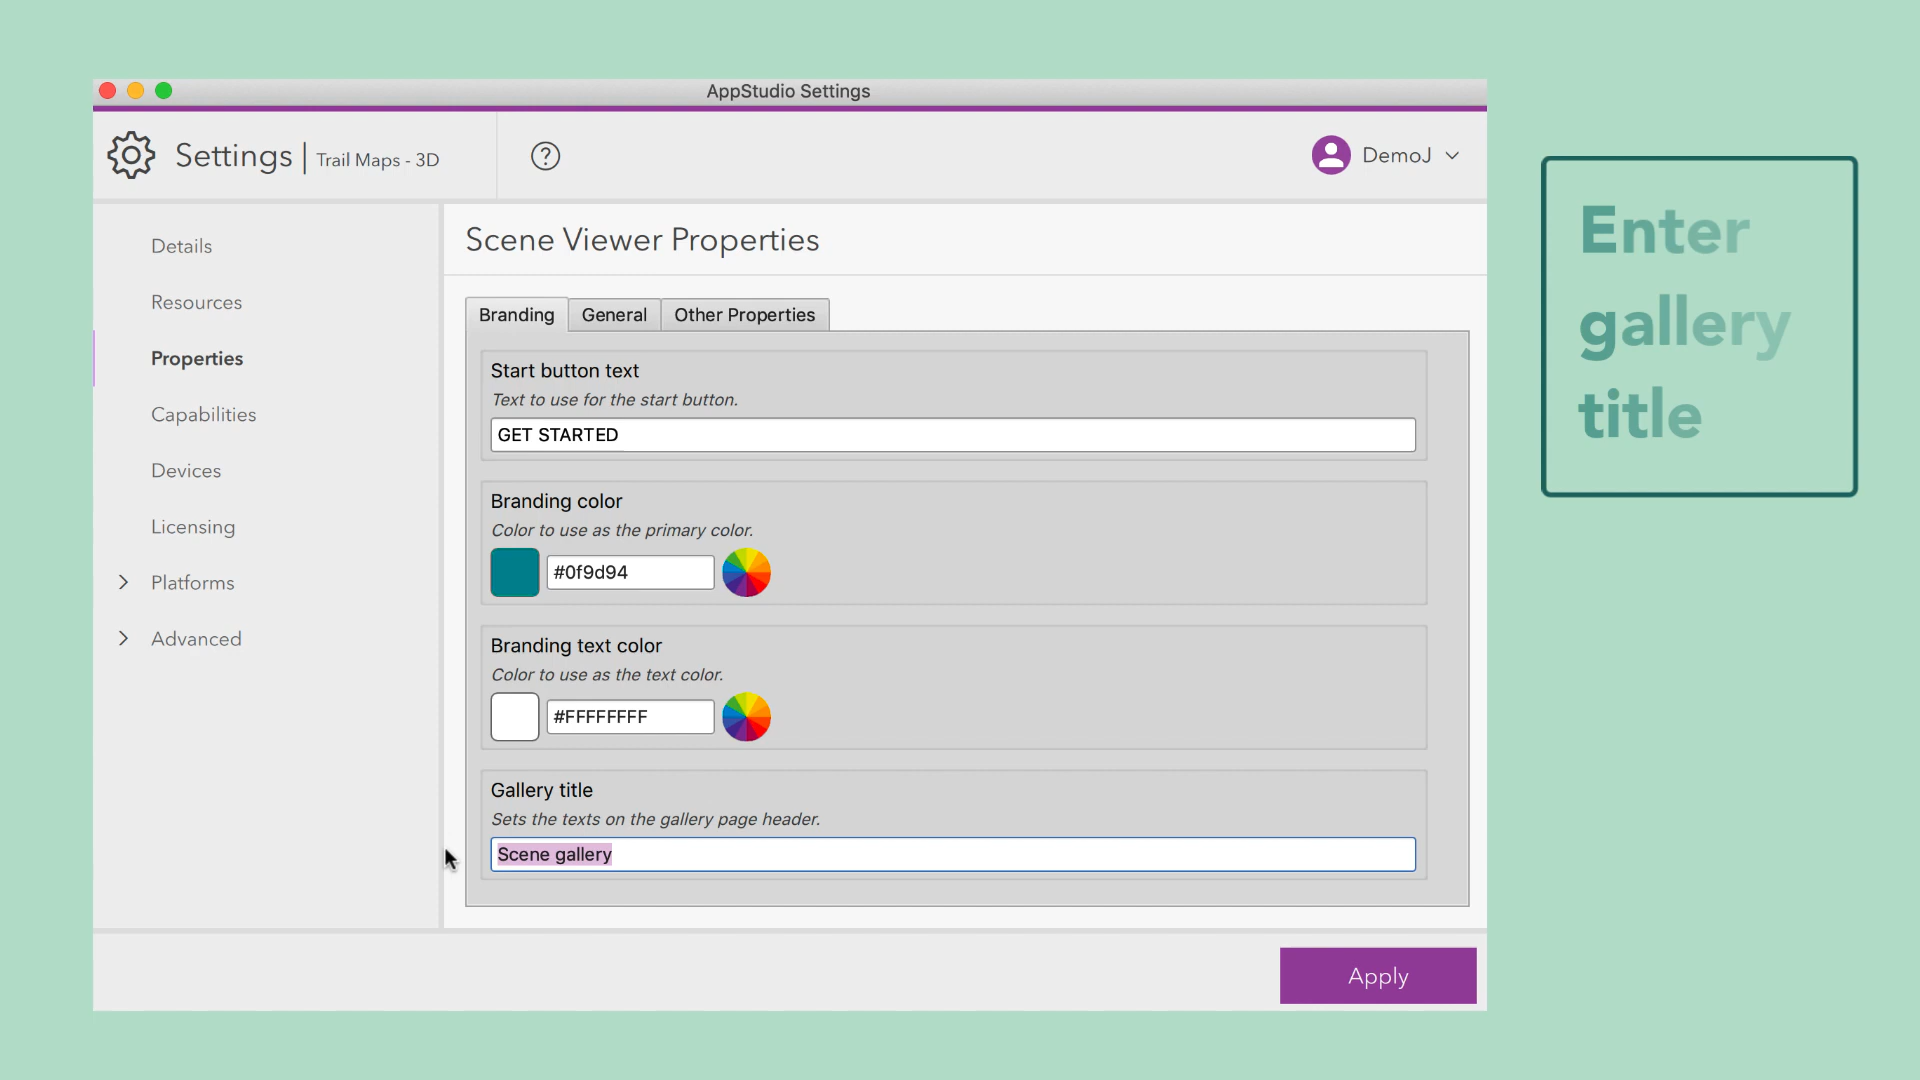 AppStudio Settings
Settings | Trail Maps - 3D
?
DemoJ
Details
Resources
Properties
Capabilities
Devices
Licensing
Platforms
Advanced
Scene Viewer Properties
Branding
General
Other Properties
Start button text
Text to use for the start button.
GET STARTED
Branding color
Color to use as the primary color.
#0f9d94
Branding text color
Color to use as the text color.
#FFFFFFFF
Gallery title
Sets the texts on the gallery page header.
Scene gallery
Apply
Enter
gallery
title